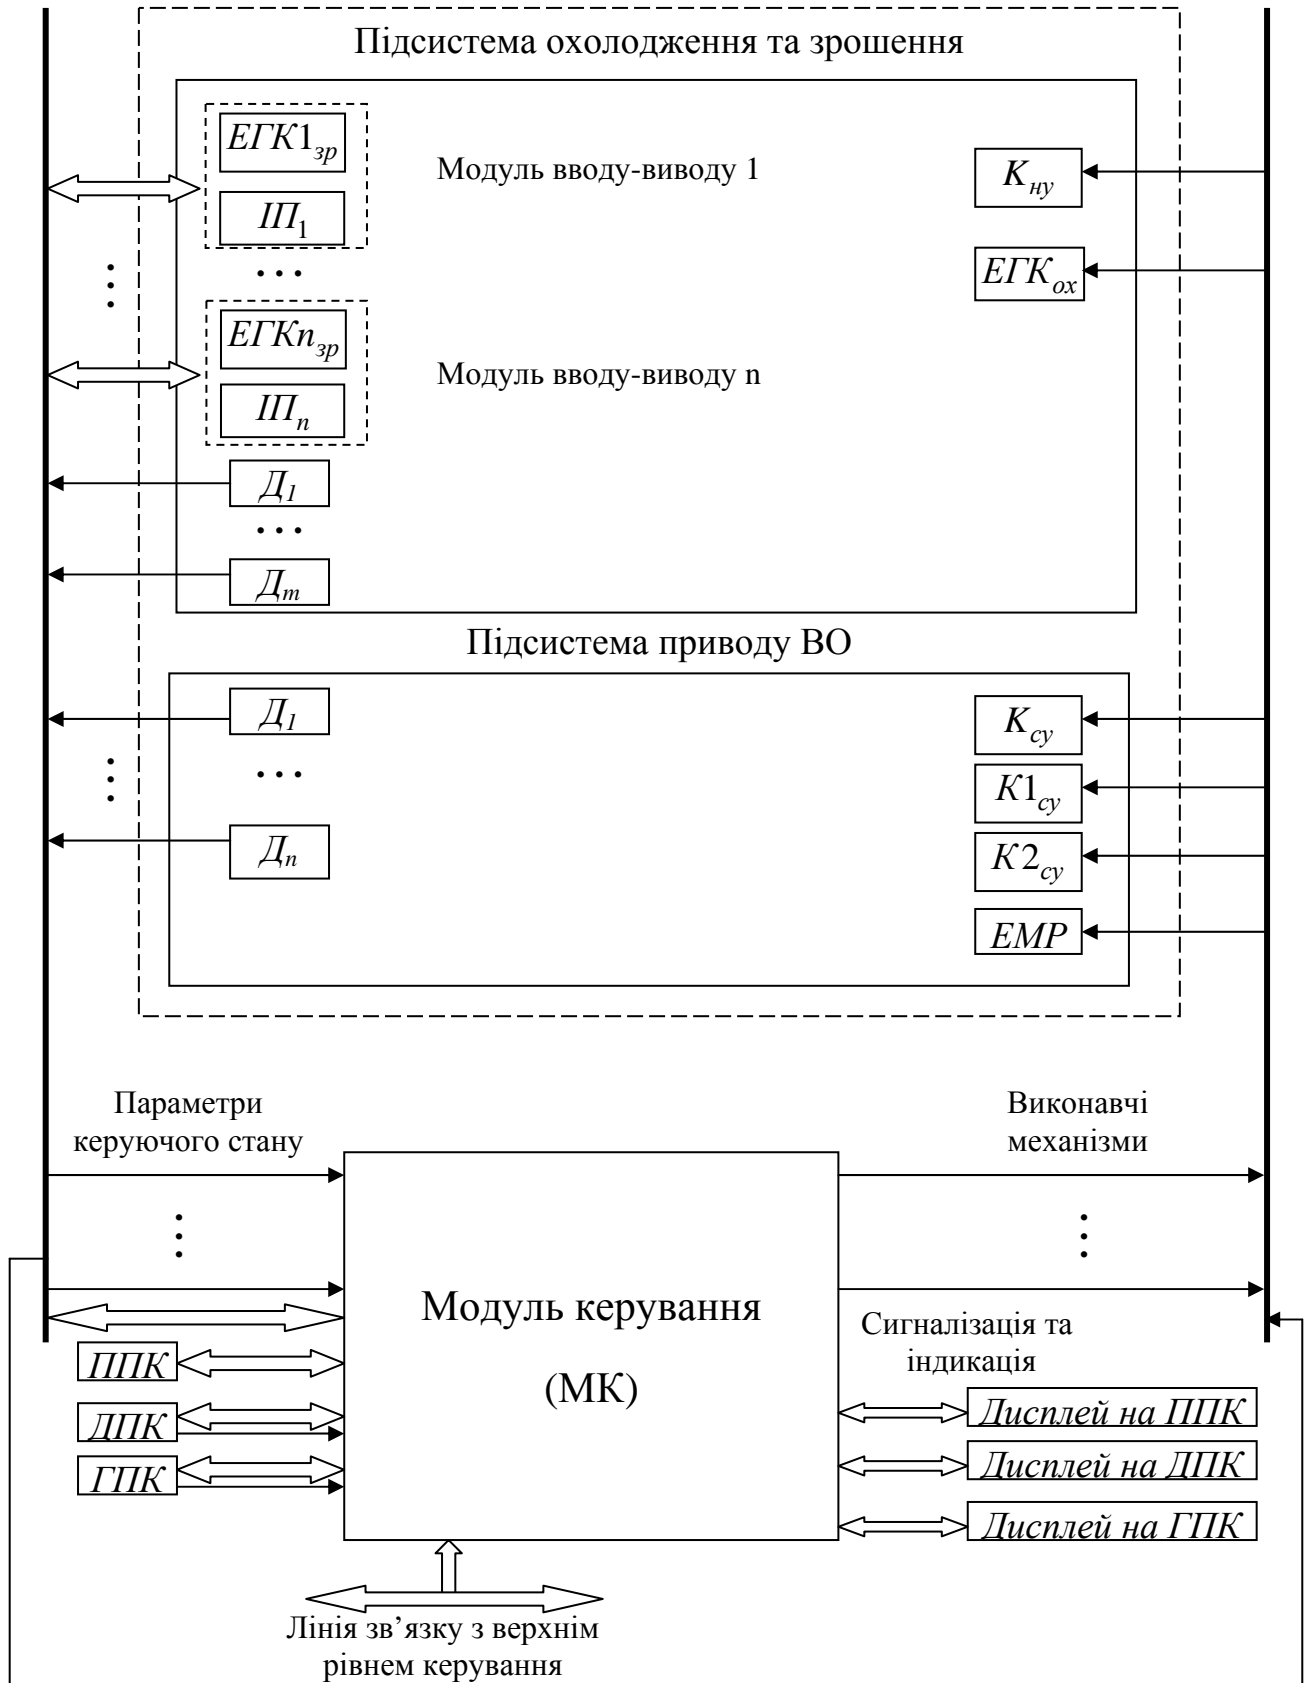 Підсистема охолодження та зрошення
ЕГК1зр
Модуль вводу-виводу 1
Кну
ІП1
ЕГКох
ЕГКnзр
Модуль вводу-виводу n
ІПn
Д1
Дm
Підсистема приводу ВО
Д1
Ксу
К1су
Дn
К2су
ЕМР
Параметри
керуючого стану
Виконавчі
механізми
Модуль керування
(МК)
Сигналізація та
індикація
ППК
ДПК
ГПК
Дисплей на ППК
Дисплей на ДПК
Дисплей на ГПК
Лінія зв’язку з верхнім
рівнем керування